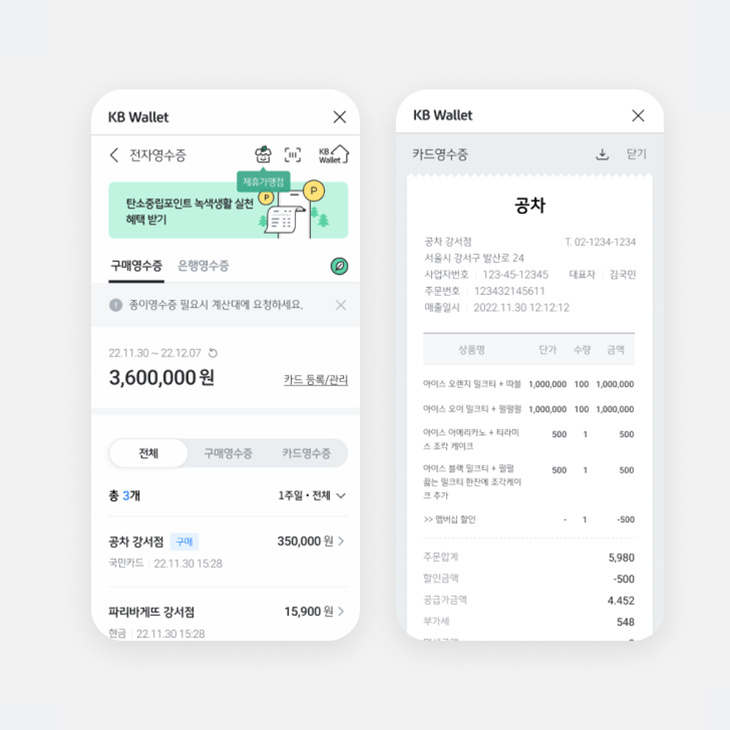 KB Wallet
전자영수증
KB
Wallet
제휴가맹점
탄소중립포인트 녹색생활 실천
혜택 받기
P
P
구매영수증 은행영수증
종이영수증 필요시 계산대에 요청하세요.
22.11.30 ~ 22.12.07
3,600,000원
카드 등록/관리
전체 구매영수증 카드영수증
총 3개
1주일 • 전체
공차 강서점 구매 350,000 원
국민카드 22.11.30 15:28
파리바게뜨 강서점 15,900 원
현금 22.11.30 15:28
KB Wallet
카드영수증 닫기
공차
공차 강서점 T. 02-1234-1234
서울시 강서구 발산로 24
사업자번호 123-45-12345 대표자 김국민
주문번호 123432145611
매출일시 2022.11.30 12:12:12
상품명 단가 수량 금액
아이스 오렌지 밀크티 + 따블 1,000,000 100 1,000,000
아이스 오이 밀크티 + 펄펄펄 1,000,000 100 1,000,000
아이스 아메리카노 + 티라미 500 1 500
스 조각 케이크
아이스 블랙 밀크티 + 펄펄 500 1 500
끓는 밀크티 한잔에 조각케이
크 추가
>> 멤버십 할인 - 1 -500
주문합계 5,980
할인금액 -500
공급가금액 4.452
부가세 548